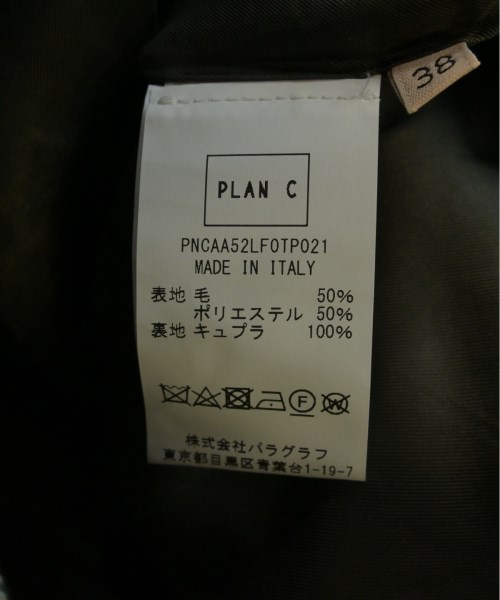 38
PLAN C
PNCAA52LF0TP021
MADE IN ITALY
表地 毛 50%
ポリエステル 50%
裏地 キュプラ 100%
F W
株式会社パラグラフ
東京都目黒区青葉台1-19-7